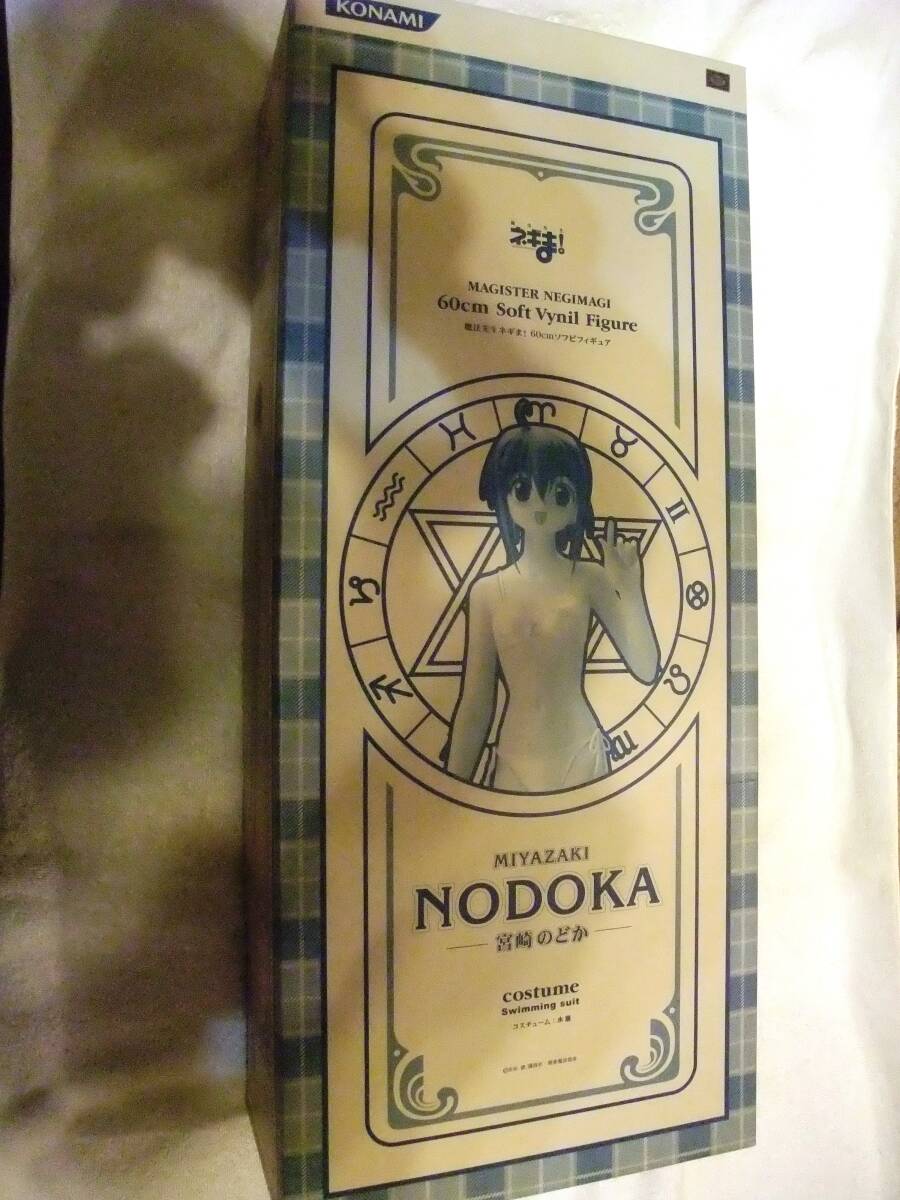 KONAMI
ネギま!
MAGISTER NEGIMAGI
60cm Soft Vynil Figure
魔法先生ネギま! 60cmソフビフィギュア
MIYAZAKI
NODOKA
宮崎のどか
costume
Swimming suit
コスチューム:水着